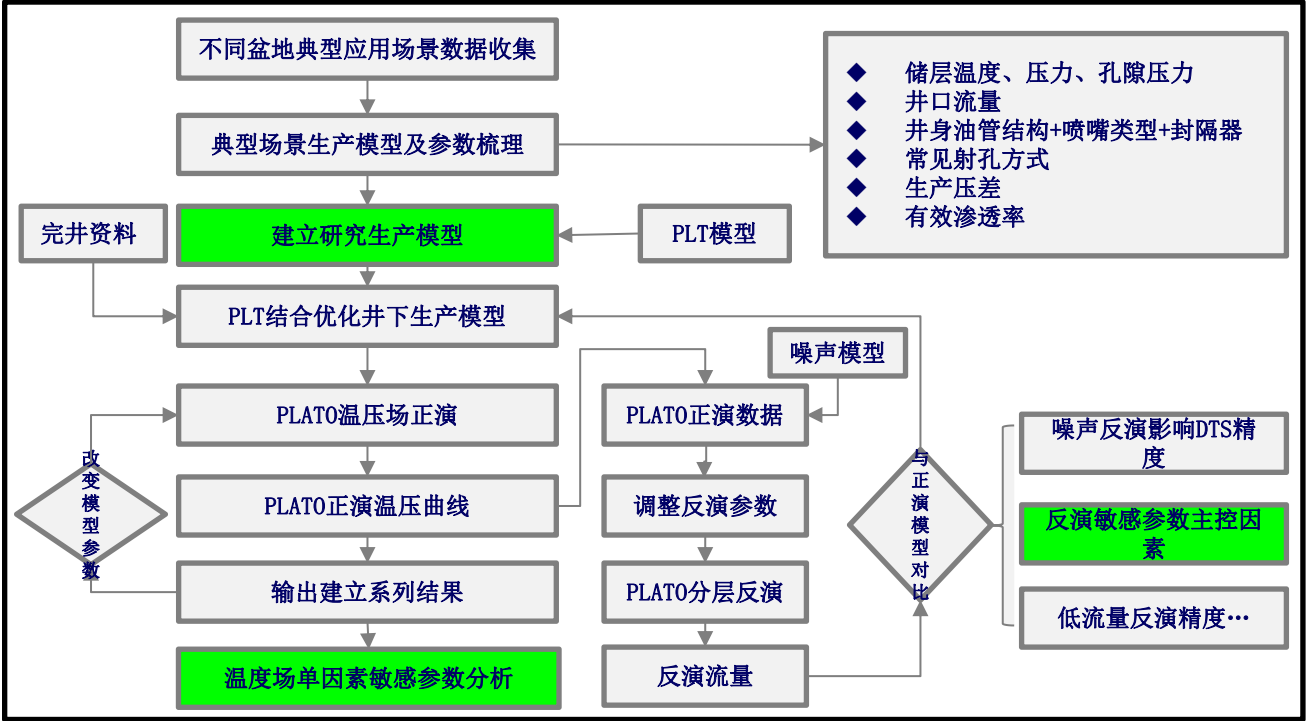 不同盆地典型应用场景数据收集
典型场景生产模型及参数梳理
◆ 储层温度、压力、孔隙压力
◆ 井口流量
◆ 井身油管结构+喷嘴类型+封隔器
◆ 常见射孔方式
◆ 生产压差
◆ 有效渗透率
完井资料
建立研究生产模型
PLT模型
PLT结合优化井下生产模型
噪声模型
PLATO温压场正演
PLATO正演数据
改变模型参数
PLATO正演温压曲线
调整反演参数
与正演模型对比
噪声反演影响DTS精
度
反演敏感参数主控因
素
低流量反演精度…
输出建立系列结果
PLATO分层反演
温度场单因素敏感参数分析
反演流量